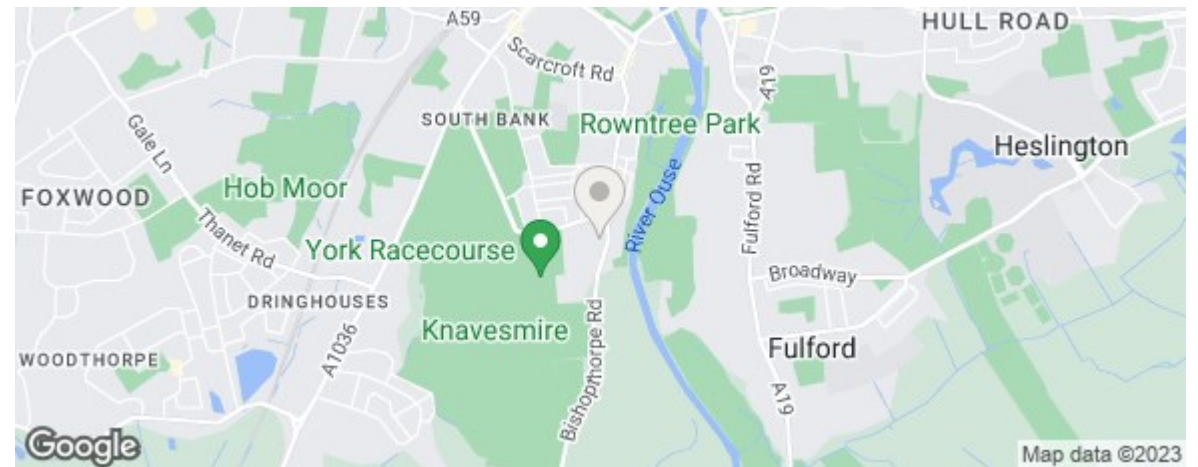 A59
HULL ROAD
Scarcroft Rd
A19
SOUTH BANK
Rowntree Park
Gale Ln
Heslington
Hob Moor
FOXWOOD
River Ouse
Fulford Rd
Thanet Rd
York Racecourse
Broadway
DRINGHOUSES
Knavesmire
A1036
Bishopthorpe Rd
WOODTHORPE
Fulford
A19
Google
Map data ©2023